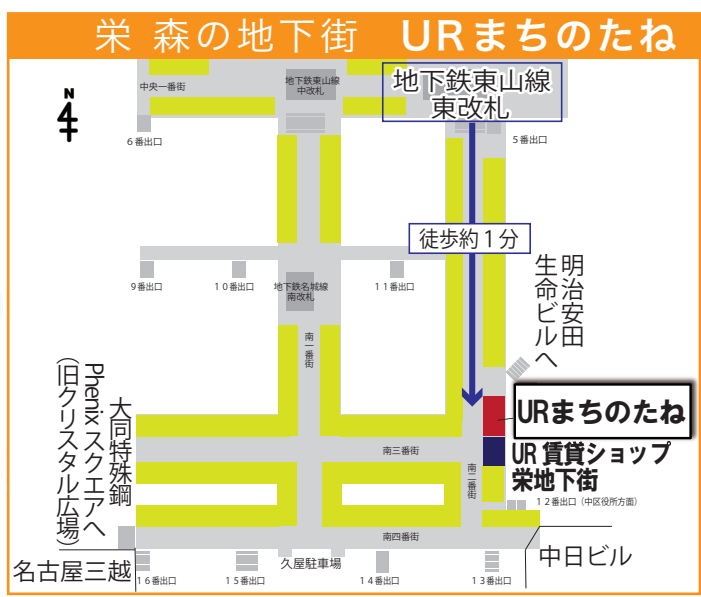 栄 森の地下街 URまちのたね
中央一番街
地下鉄東山線
中改札
地下鉄東山線
東改札
N
6番出口
5番出口
徒歩約1分
9番出口
10番出口
地下鉄名城線
南改札
11番出口
明治安田
生命ビルへ
南一番街
URまちのたね
UR賃貸ショップ
栄地下街
大同特殊鋼
Phenixスクエアへ
(旧クリスタル広場)
南三番街
南二番街
12番出口(中区役所方面)
南四番街
名古屋三越
久屋駐車場
中日ビル
16番出口
15番出口
14番出口
13番出口